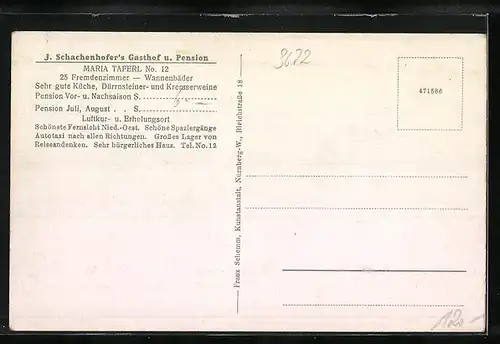 J. Schachenhofer's Gasthof u. Pension
MARIA TAFERL No. 12
25 Fremdenzimmer — Wannenbäder
Sehr gute Küche, Dürrnsteiner- und Kremserweine
Pension Vor- u. Nachsaison S.
Pension Juli, August . . S.
Luftkur- u. Erholungsort
Schönste Fernsicht Nied.-Oest. Schöne Spaziergänge
Autotaxi nach allen Richtungen. Großes Lager von
Reiseandenken. Sehr bürgerliches Haus. Tel. No. 12
Franz Schemm, Kunstanstalt, Nürnberg-W., Bleichstraße 18
3672
471586